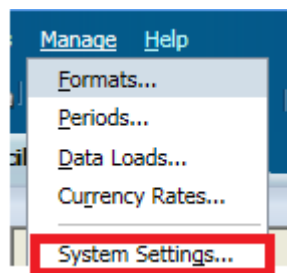 Manage Help
Formats...
Periods...
Data Loads...
Currency Rates...
System Settings...